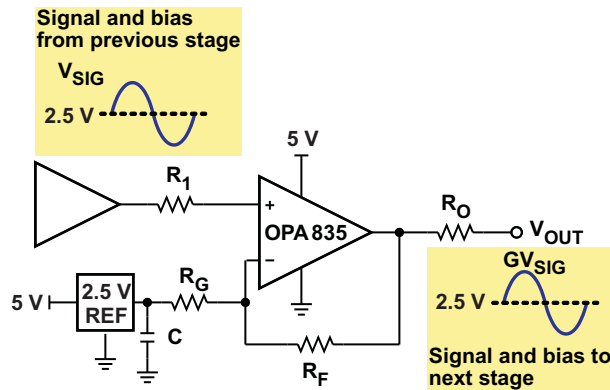 Signal and bias
from previous stage
VSIG
2.5 V
5 V
R1
+
OPA835
−
RO
VOUT
GVSIG
2.5 V
Signal and bias to
next stage
5 V
2.5 V
REF
RG
C
RF